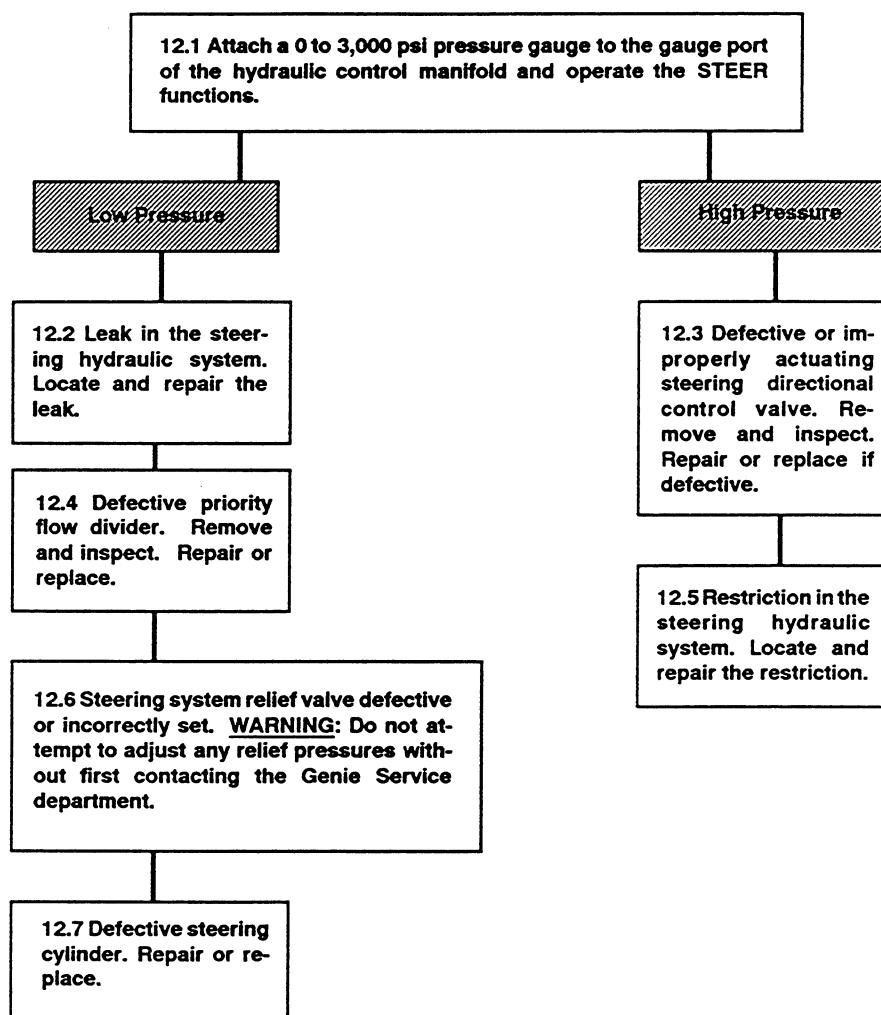 12.1 Attach a 0 to 3,000 psi pressure gauge to the gauge port
of the hydraulic control manifold and operate the STEER
functions.
Low Pressure
High Pressure
12.2 Leak in the steer-
ing hydraulic system.
Locate and repair the
leak.
12.3 Defective or im-
properly actuating
steering directional
control valve. Re-
move and inspect.
Repair or replace if
defective.
12.4 Defective priority
flow divider. Remove
and inspect. Repair or
replace.
12.5 Restriction in the
steering hydraulic
system. Locate and
repair the restriction.
12.6 Steering system relief valve defective
or incorrectly set. WARNING: Do not at-
tempt to adjust any relief pressures with-
out first contacting the Genie Service
department.
12.7 Defective steering
cylinder. Repair or re-
place.